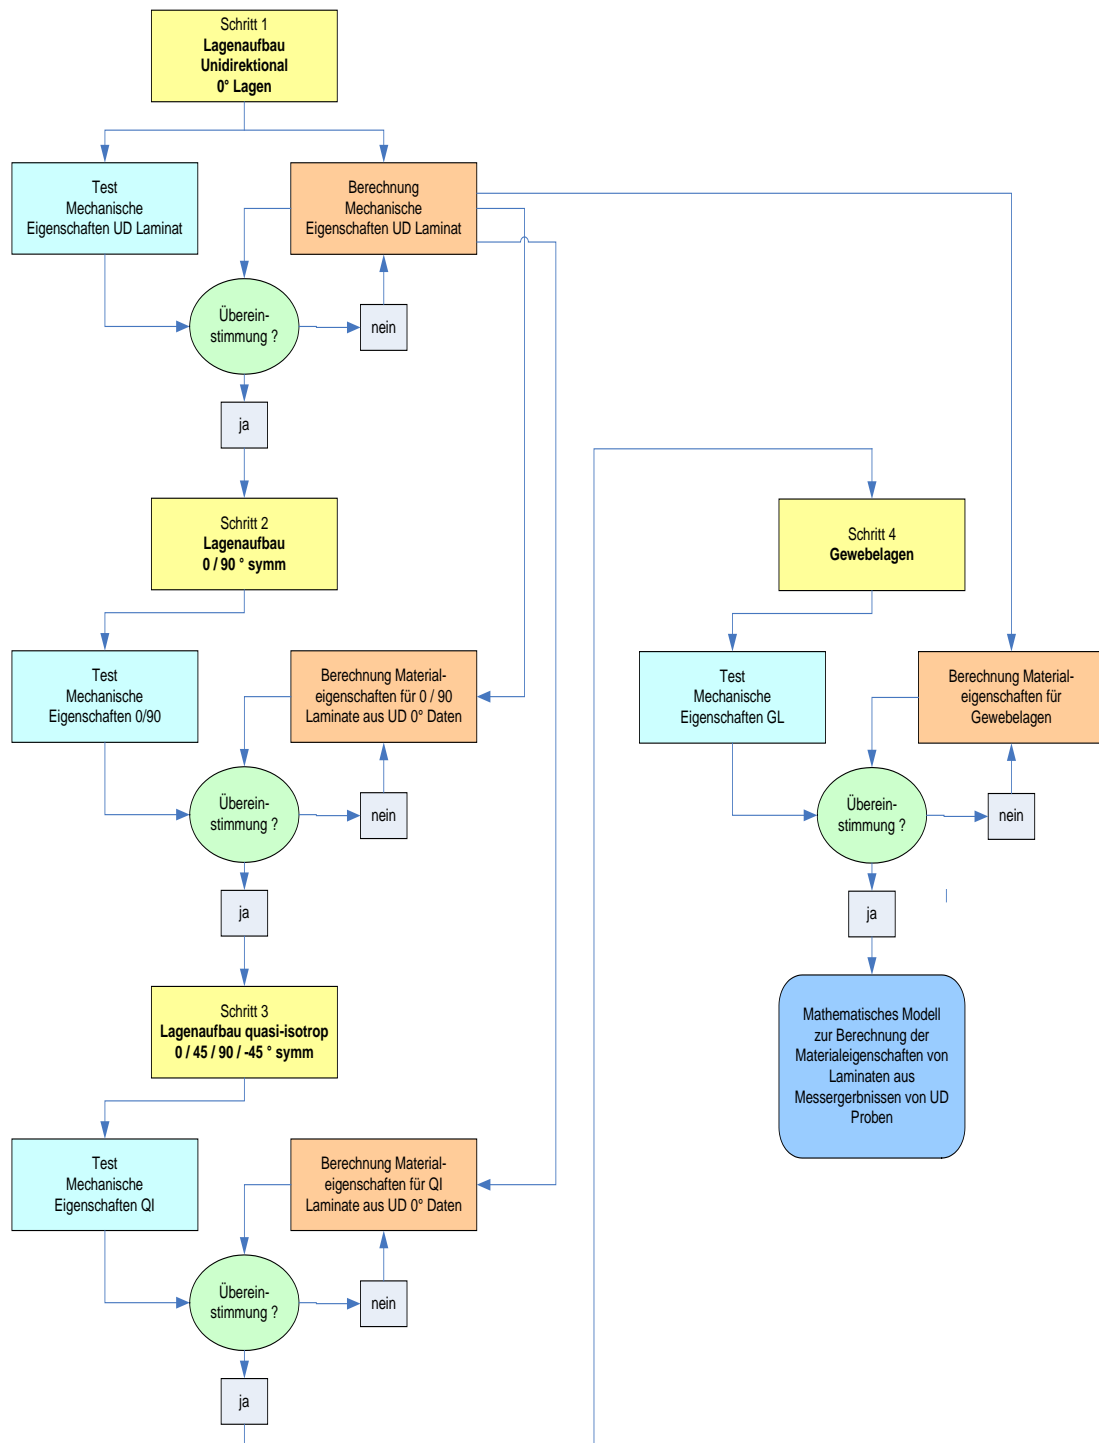 Schritt 1
Lagenaufbau
Unidirektional
0° Lagen
Test
Mechanische
Eigenschaften UD Laminat
Berechnung
Mechanische
Eigenschaften UD Laminat
Überein-
stimmung ?
nein
ja
Schritt 2
Lagenaufbau
0 / 90 ° symm
Test
Mechanische
Eigenschaften 0/90
Berechnung Material-
eigenschaften für 0 / 90
Laminate aus UD 0° Daten
Überein-
stimmung ?
nein
ja
Schritt 3
Lagenaufbau quasi-isotrop
0 / 45 / 90 / -45 ° symm
Test
Mechanische
Eigenschaften QI
Berechnung Material-
eigenschaften für QI
Laminate aus UD 0° Daten
Überein-
stimmung ?
nein
ja
Schritt 4
Gewebelagen
Test
Mechanische
Eigenschaften GL
Berechnung Material-
eigenschaften für
Gewebelagen
Überein-
stimmung ?
nein
ja
Mathematisches Modell
zur Berechnung der
Materialeigenschaften von
Laminaten aus
Messergerbnissen von UD
Proben